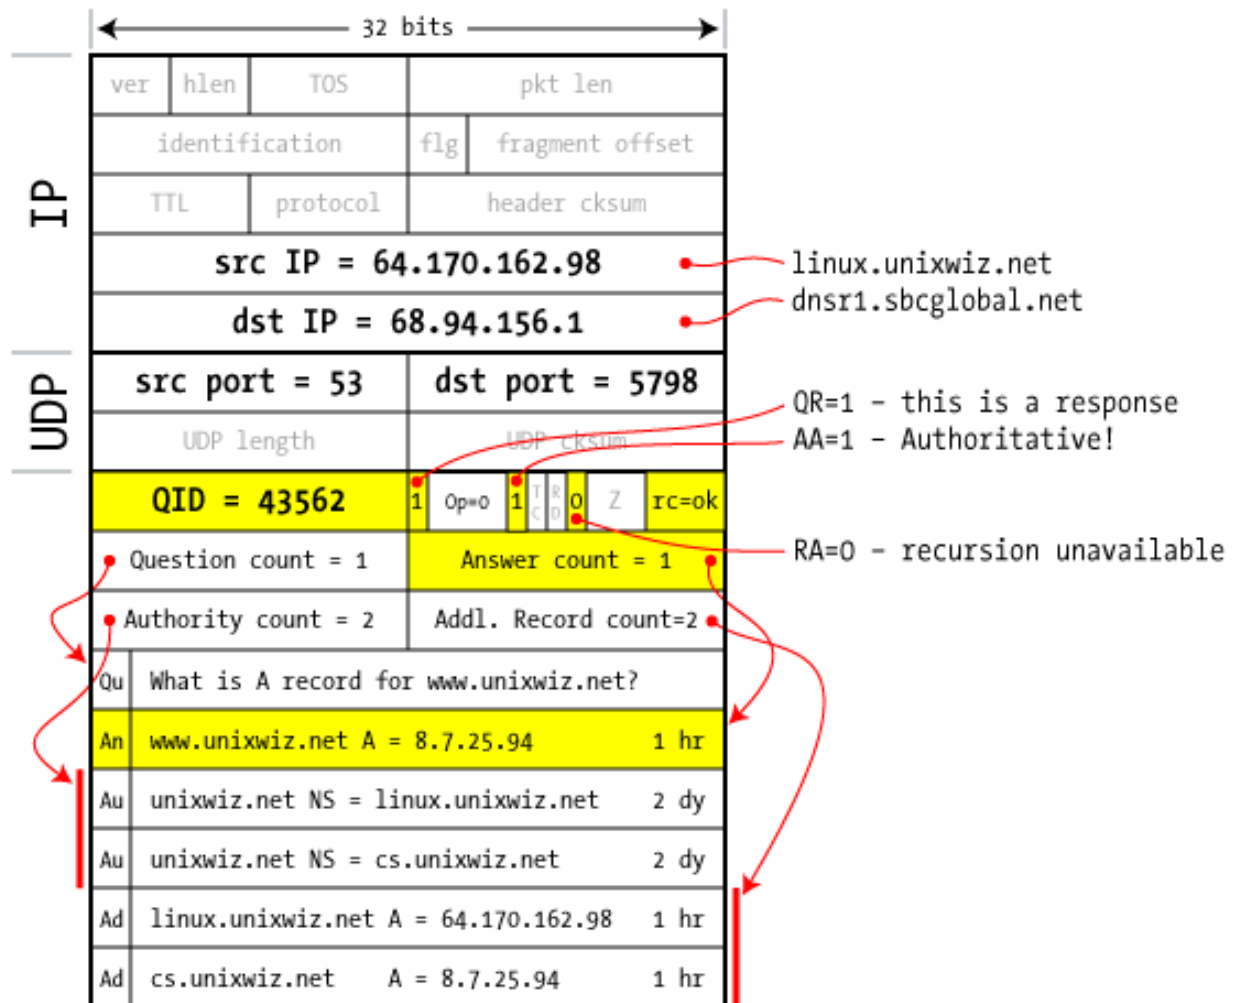 32 bits
IP
ver hlen TOS pkt len
identification flg fragment offset
TTL protocol header cksum
src IP = 64.170.162.98 linux.unixwiz.net
dst IP = 68.94.156.1 dnsr1.sbcglobal.net
UDP
src port = 53 dst port = 5798
QR=1 – this is a response
UDP length UDP cksum AA=1 – Authoritative!
QID = 43562 1 Op=0 1 TC RD 0 Z rc=ok
RA=0 – recursion unavailable
Question count = 1 Answer count = 1
Authority count = 2 Addl. Record count=2
Qu What is A record for www.unixwiz.net?
An www.unixwiz.net A = 8.7.25.94 1 hr
Au unixwiz.net NS = linux.unixwiz.net 2 dy
Au unixwiz.net NS = cs.unixwiz.net 2 dy
Ad linux.unixwiz.net A = 64.170.162.98 1 hr
Ad cs.unixwiz.net A = 8.7.25.94 1 hr